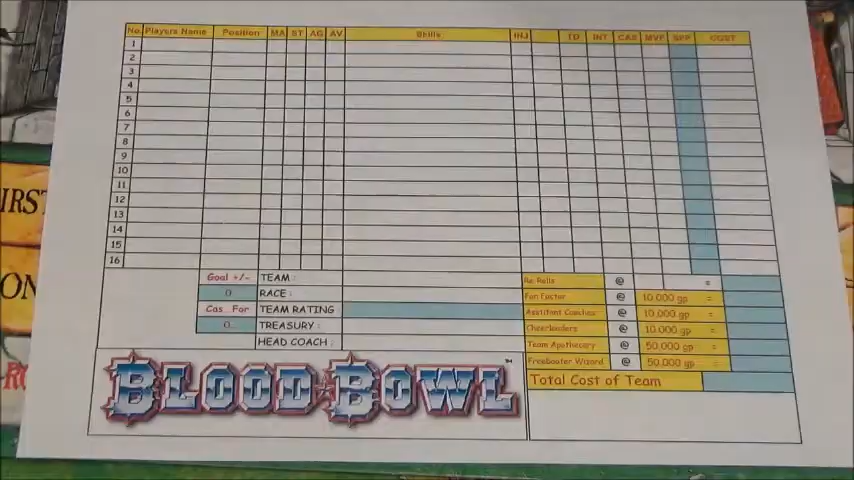 No. Players Name Position MA ST AG AV Skills INJ TD INT CAS MVP SPP COST
1
2
3
4
5
6
7
8
9
10
11
12
13
14
15
16
Goal +/- TEAM : Re Rolls @ =
0 RACE : Fan Factor @ 10,000 gp =
Cas For TEAM RATING Assistant Coaches @ 10,000 gp =
0 TREASURY : Cheerleaders @ 10,000 gp =
HEAD COACH : Team Apothecary @ 50,000 gp =
Freebooter Wizard @ 50,000 gp =
Total Cost of Team
BLOOD BOWL ™
IRST
ON